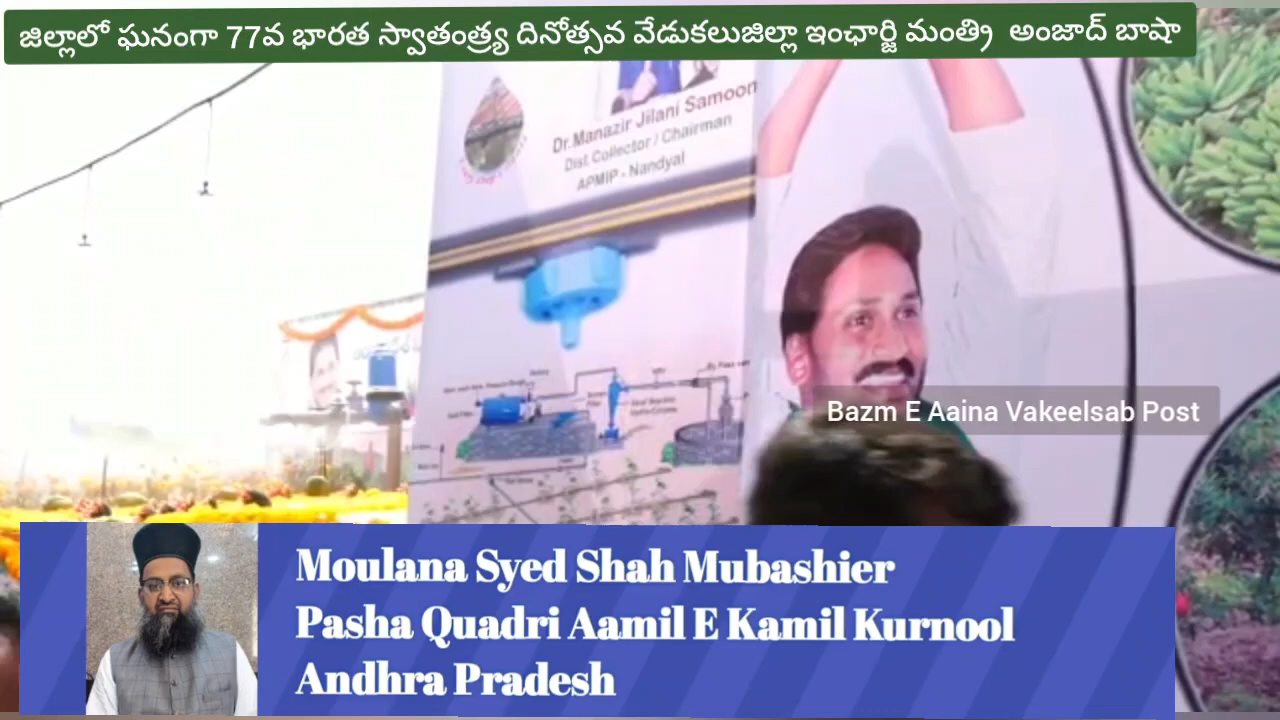 జిల్లాలో ఘనంగా 77వ భారత స్వాతంత్ర్య దినోత్సవ వేడుకలుజిల్లా ఇంఛార్జి మంత్రి  అంజాద్ బాషా
Dr.Manazir Jilani Samoon
Dist. Collector / Chairman
APMIP - Nandyal
Bazm E Aaina Vakeelsab Post
Moulana Syed Shah Mubashier
Pasha Quadri Aamil E Kamil Kurnool
Andhra Pradesh